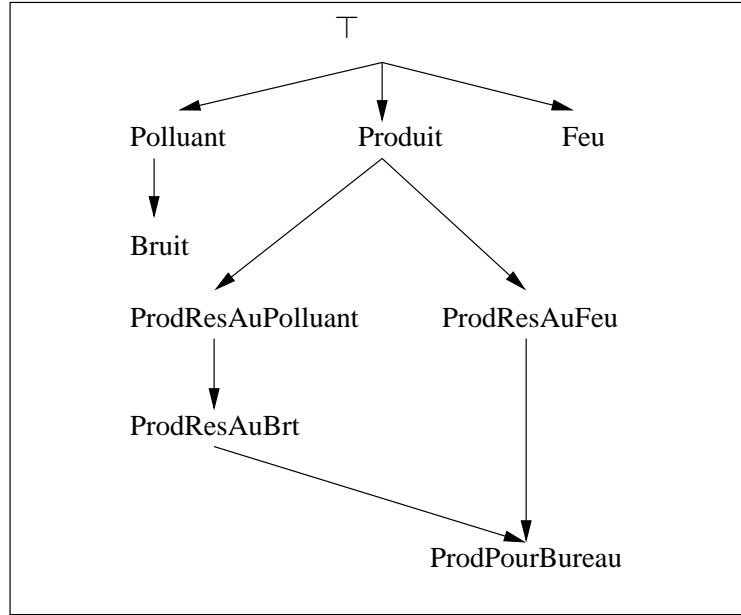 ⊤
Polluant Produit Feu
Bruit
ProdResAuPolluant ProdResAuFeu
ProdResAuBrt
ProdPourBureau